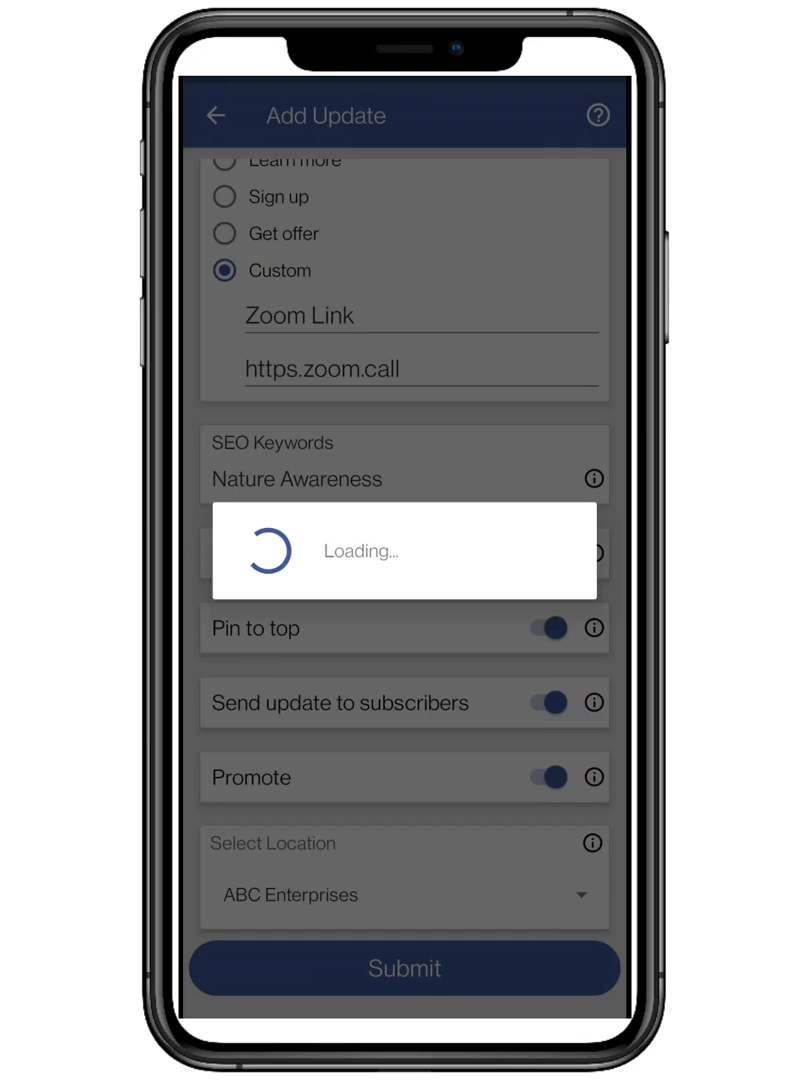 Add Update
Learn more
Sign up
Get offer
Custom
Zoom Link
https.zoom.call
SEO Keywords
Nature Awareness
Loading...
Pin to top
Send update to subscribers
Promote
Select Location
ABC Enterprises
Submit